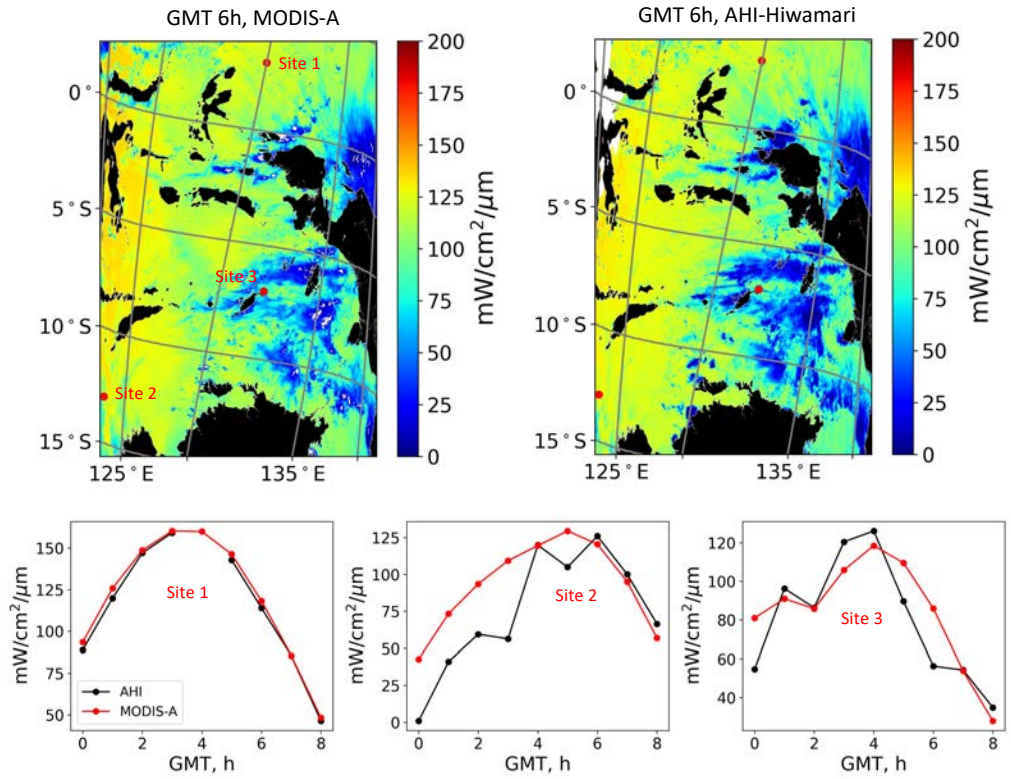 GMT 6h, MODIS-A
GMT 6h, AHI-Hiwamari
Site 1
Site 3
Site 2
0°
5°S
10°S
15°S
125°E
135°E
200
175
150
125
100
75
50
25
0
mW/cm²/μm
0°
5°S
10°S
15°S
125°E
135°E
200
175
150
125
100
75
50
25
0
mW/cm²/μm
150
125
100
75
50
mW/cm²/μm
Site 1
AHI
MODIS-A
0 2 4 6 8
GMT, h
125
100
75
50
25
0
mW/cm²/μm
Site 2
0 2 4 6 8
GMT, h
120
100
80
60
40
mW/cm²/μm
Site 3
0 2 4 6 8
GMT, h